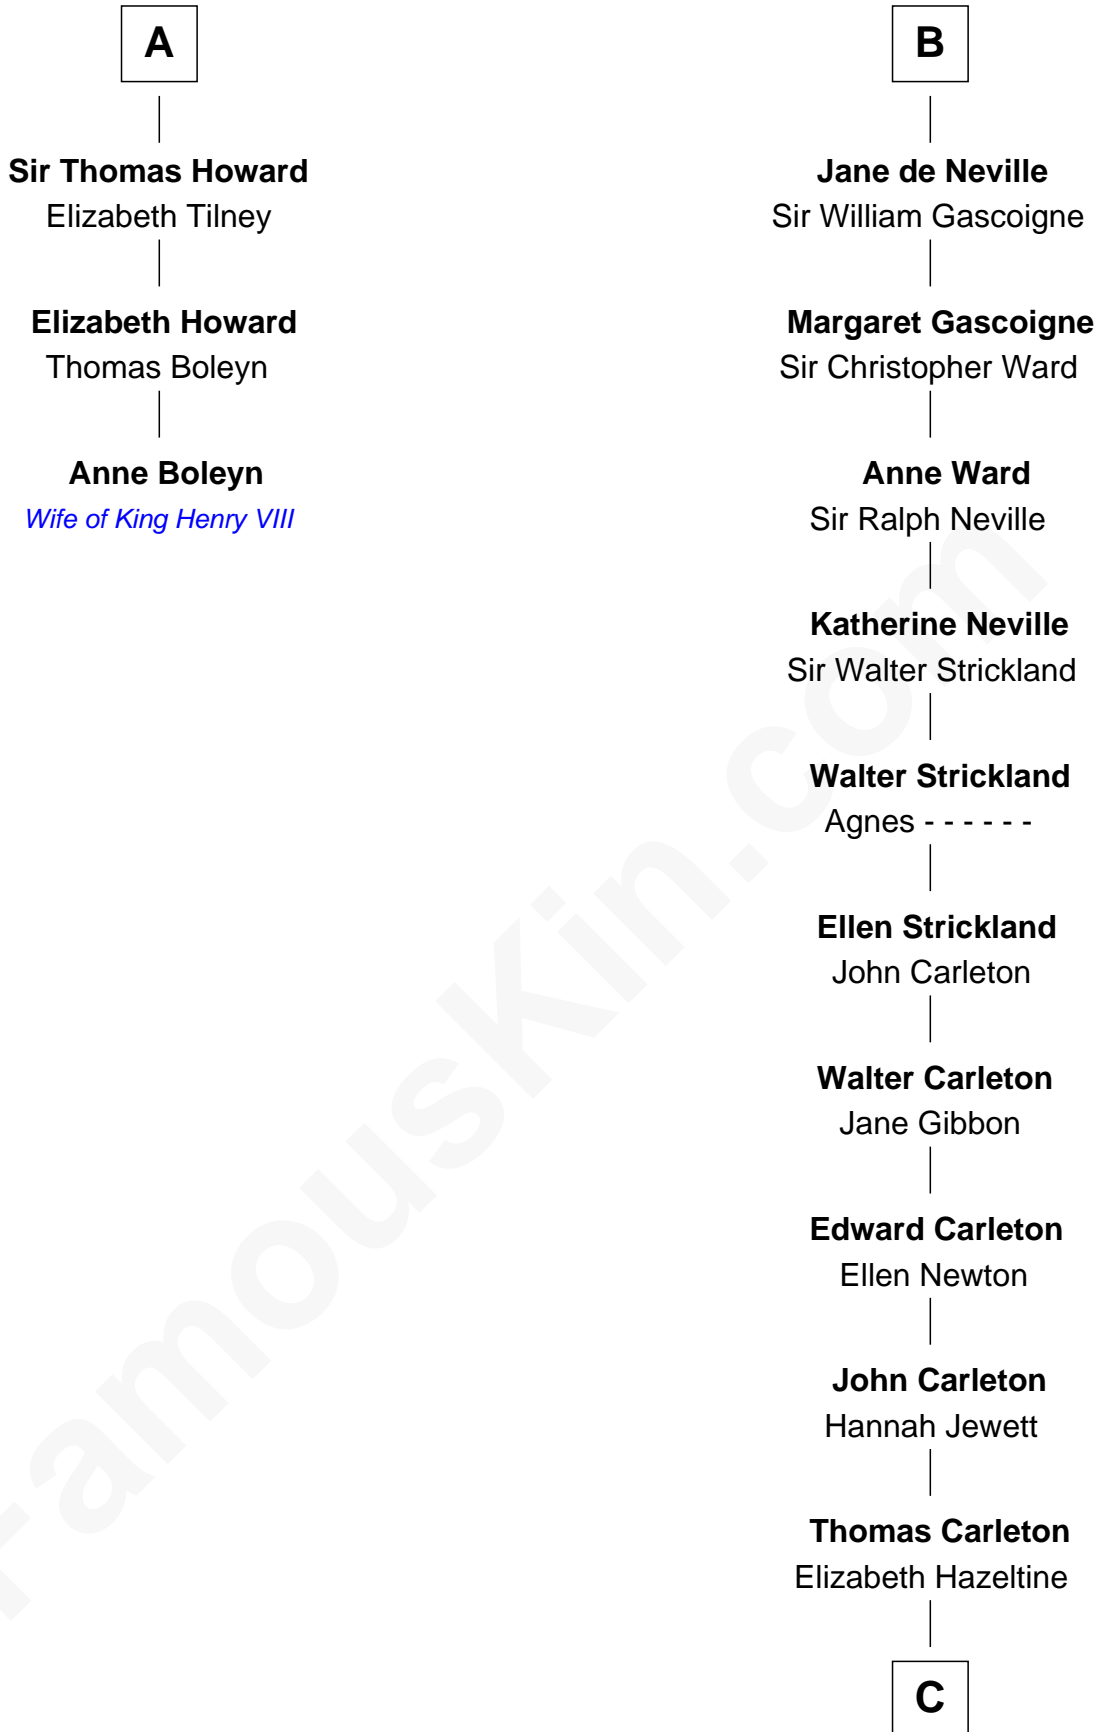 A
Sir Thomas Howard
Elizabeth Tilney
Elizabeth Howard
Thomas Boleyn
Anne Boleyn
Wife of King Henry VIII
B
Jane de Neville
Sir William Gascoigne
Margaret Gascoigne
Sir Christopher Ward
Anne Ward
Sir Ralph Neville
Katherine Neville
Sir Walter Strickland
Walter Strickland
Agnes - - - - - -
Ellen Strickland
John Carleton
Walter Carleton
Jane Gibbon
Edward Carleton
Ellen Newton
John Carleton
Hannah Jewett
Thomas Carleton
Elizabeth Hazeltine
C
FamousKin.com